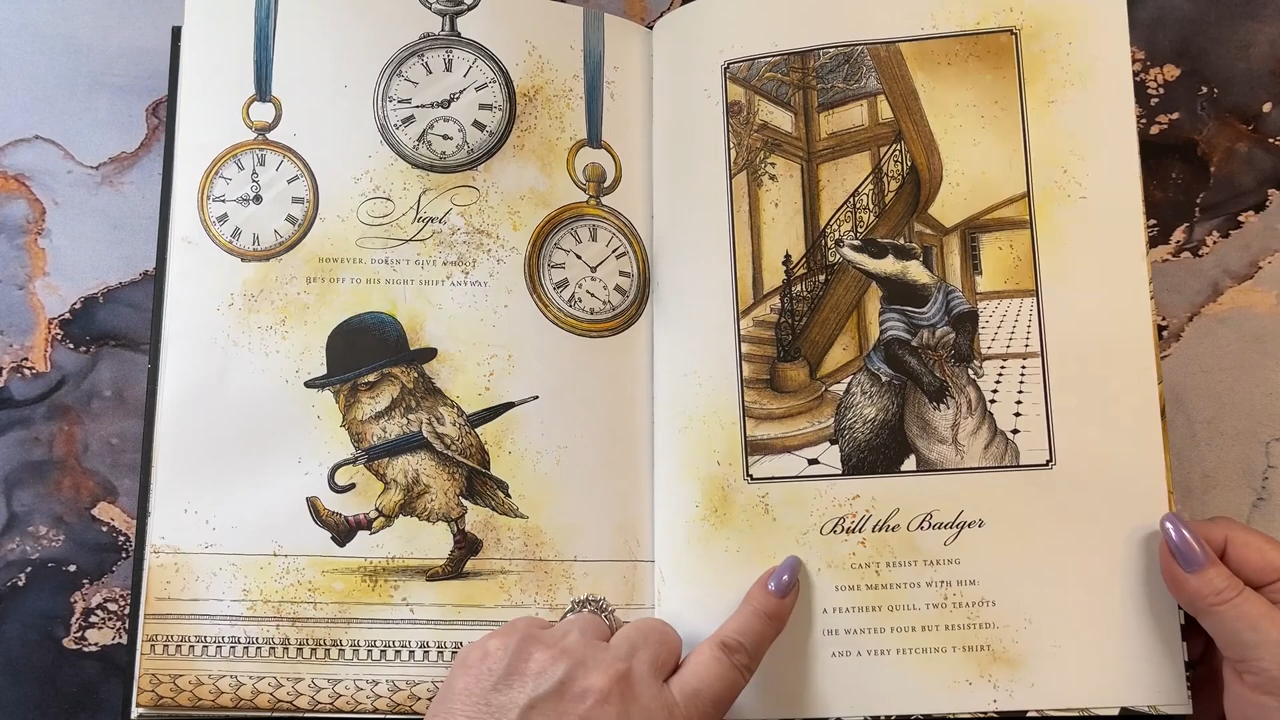 Nigel,
HOWEVER, DOESN'T GIVE A HOOT.
HE'S OFF TO HIS NIGHT SHIFT ANYWAY.
Bill the Badger
CAN'T RESIST TAKING
SOME MEMENTOS WITH HIM:
A FEATHERY QUILL, TWO TEAPOTS
(HE WANTED FOUR BUT RESISTED),
AND A VERY FETCHING T-SHIRT.